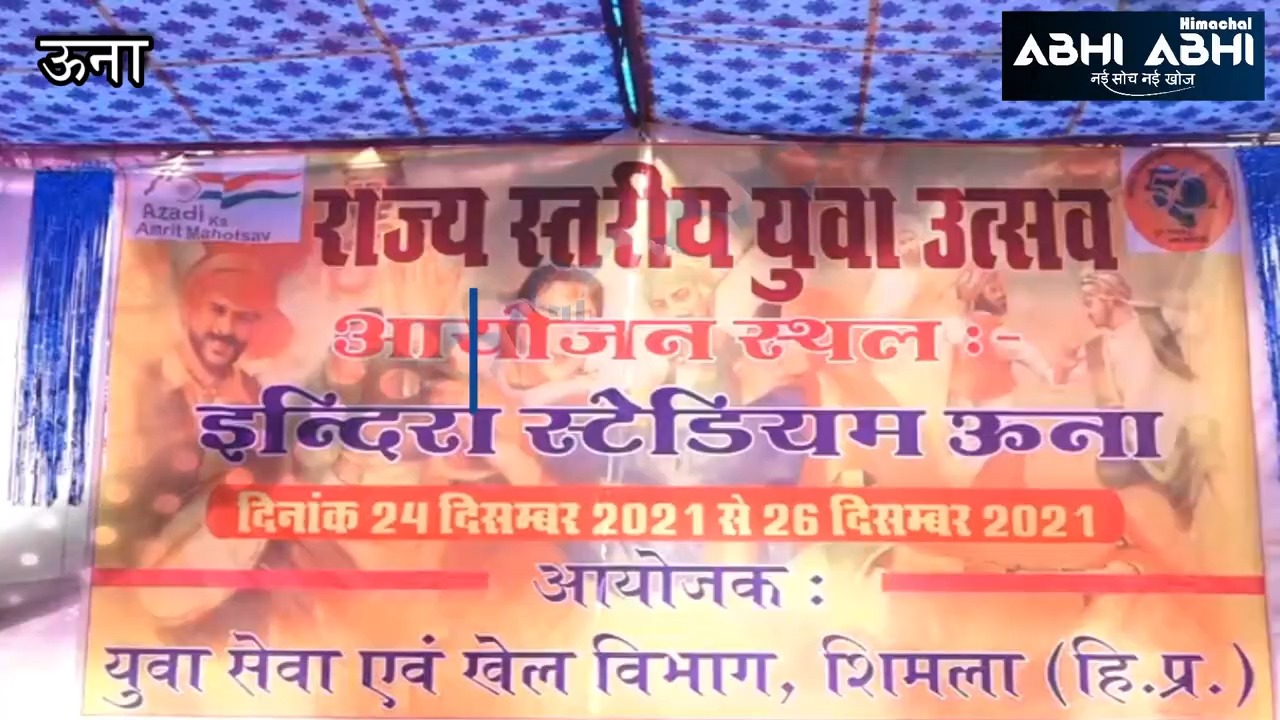 ऊना
Himachal
ABHI ABHI
नई सोच नई खोज
Azadi Ka
Amrit Mahotsav
राज्य स्तरीय युवा उत्सव
50
आयोजन स्थल :-
इन्दिरा स्टेडियम ऊना
दिनांक 24 दिसम्बर 2021 से 26 दिसम्बर 2021
आयोजक :
युवा सेवा एवं खेल विभाग, शिमला (हि.प्र.)